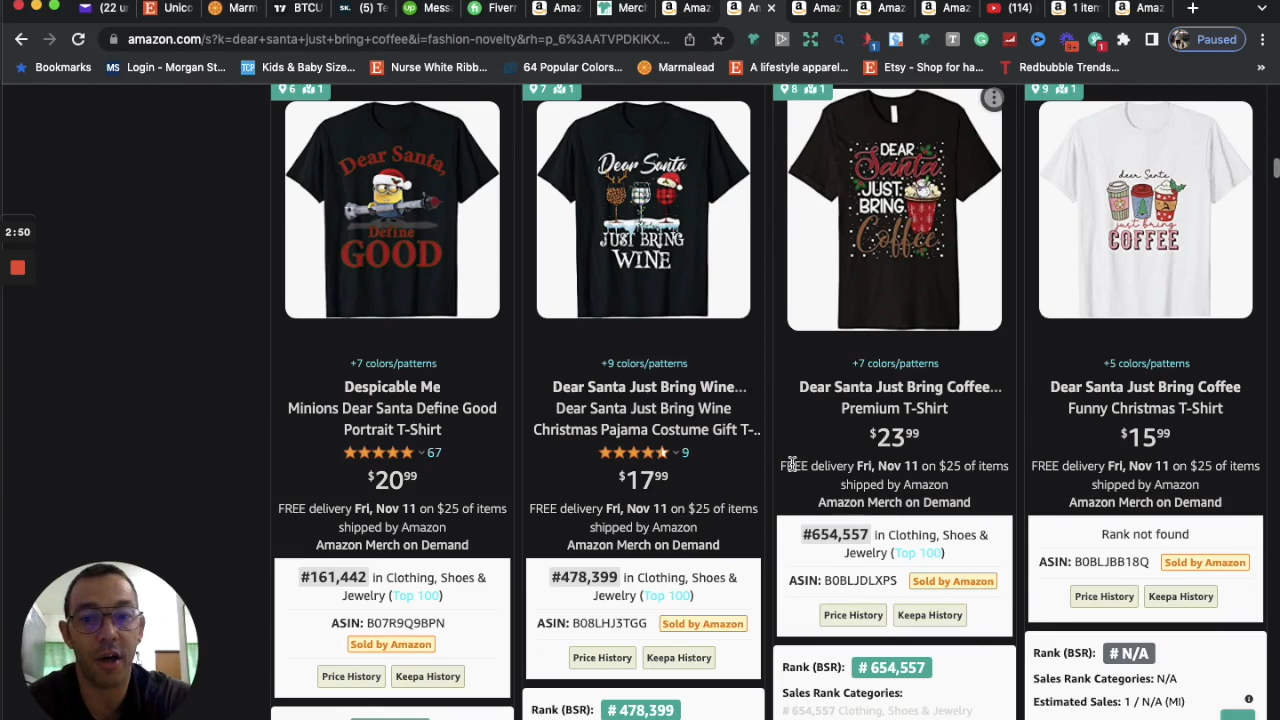 (22 u
Unico
Marm
BTCU
(5) Te
Mess
Fiverr
Amaz
Merch
Amaz
An
Amaz
Amaz
Amaz
(114)
1 item
Amaz
amazon.com/s?k=dear+santa+just+bring+coffee&i=fashion-novelty&rh=p_6%3AATVPDKIKX...
Paused
Bookmarks
Login - Morgan St...
Kids & Baby Size...
Nurse White Ribb...
64 Popular Colors...
Marmalead
A lifestyle apparel...
Etsy - Shop for ha...
Redbubble Trends...
»
2:50
6 1
Dear Santa,
Define
GOOD
+7 colors/patterns
Despicable Me
Minions Dear Santa Define Good
Portrait T-Shirt
67
$20.99
FREE delivery Fri, Nov 11 on $25 of items
shipped by Amazon
Amazon Merch on Demand
#161,442 in Clothing, Shoes &
Jewelry (Top 100)
ASIN: B07R9Q9BPN
Sold by Amazon
Price History
Keepa History
7 1
Dear Santa
JUST BRING
WINE
+9 colors/patterns
Dear Santa Just Bring Wine...
Dear Santa Just Bring Wine
Christmas Pajama Costume Gift T-..
9
$17.99
FREE delivery Fri, Nov 11 on $25 of items
shipped by Amazon
Amazon Merch on Demand
#478,399 in Clothing, Shoes &
Jewelry (Top 100)
ASIN: B08LHJ3TGG Sold by Amazon
Price History
Keepa History
Rank (BSR): # 478,399
8 1
DEAR
Santa
JUST
BRING
Coffee
+7 colors/patterns
Dear Santa Just Bring Coffee...
Premium T-Shirt
$23.99
FREE delivery Fri, Nov 11 on $25 of items
shipped by Amazon
Amazon Merch on Demand
#654,557 in Clothing, Shoes &
Jewelry (Top 100)
ASIN: B0BLJDLXPS Sold by Amazon
Price History
Keepa History
Rank (BSR): # 654,557
Sales Rank Categories:
# 654,557 Clothing, Shoes & Jewelry
9 1
dear Santa
just bring
COFFEE
+5 colors/patterns
Dear Santa Just Bring Coffee
Funny Christmas T-Shirt
$15.99
FREE delivery Fri, Nov 11 on $25 of items
shipped by Amazon
Amazon Merch on Demand
Rank not found
ASIN: B0BLJBB18Q Sold by Amazon
Price History
Keepa History
Rank (BSR): # N/A
Sales Rank Categories: N/A
Estimated Sales: 1 / N/A (MI)